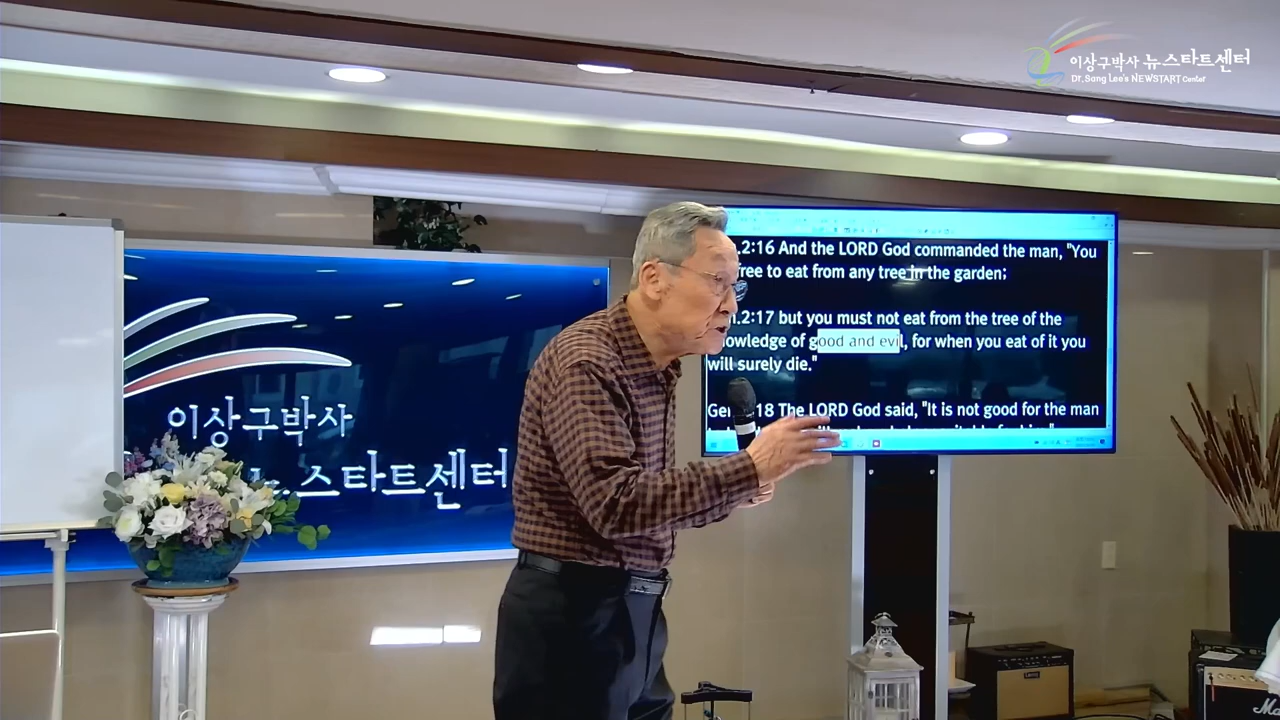 이상구박사 뉴스타트센터
Dr. Sang Lee's NEWSTART Center
.2:16 And the LORD God commanded the man, "You
free to eat from any tree in the garden;
.2:17 but you must not eat from the tree of the
owledge of good and evil, for when you eat of it you
will surely die."
18 The LORD God said, "It is not good for the man
이상구박사
스타트센터